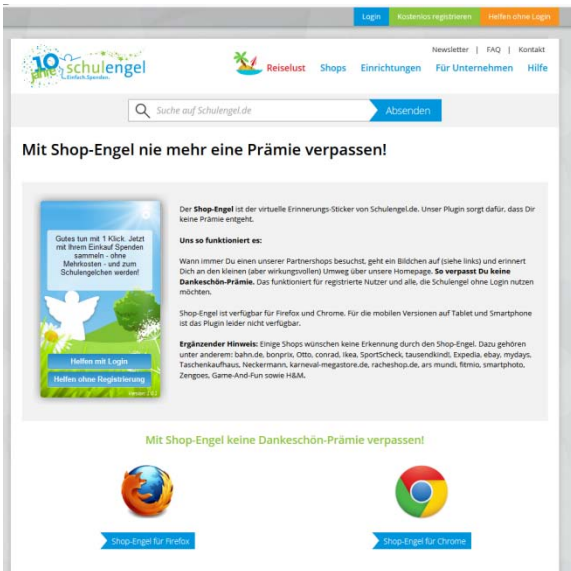 Login Kostenlos registrieren Helfen ohne Login
Newsletter | FAQ | Kontakt
10 Jahre schulengel
Einfach.Spenden.
Reiselust Shops Einrichtungen Für Unternehmen Hilfe
Suche auf Schulengel.de Absenden
Mit Shop-Engel nie mehr eine Prämie verpassen!
Gutes tun mit 1 Klick. Jetzt
mit Ihrem Einkauf Spenden
sammeln - ohne
Mehrkosten - und zum
Schulengelchen werden!
Helfen mit Login
Helfen ohne Registrierung
Der Shop-Engel ist der virtuelle Erinnerungs-Sticker von Schulengel.de. Unser Plugin sorgt dafür, dass Dir
keine Prämie entgeht.
Uns so funktioniert es:
Wann immer Du einen unserer Partnershops besuchst, geht ein Bildchen auf (siehe links) und erinnert
Dich an den kleinen (aber wirkungsvollen) Umweg über unsere Homepage. So verpasst Du keine
Dankeschön-Prämie. Das funktioniert für registrierte Nutzer und alle, die Schulengel ohne Login nutzen
möchten.
Shop-Engel ist verfügbar für Firefox und Chrome. Für die mobilen Versionen auf Tablet und Smartphone
ist das Plugin leider nicht verfügbar.
Ergänzender Hinweis: Einige Shops wünschen keine Erkennung durch den Shop-Engel. Dazu gehören
unter anderem: bahn.de, bonprix, Otto, conrad, Ikea, SportScheck, tausendkindl, Expedia, ebay, mydays,
Taschenkaufhaus, Neckermann, karneval-megastore.de, racheshop.de, ars mundi, fitmio, smartphoto,
Zengoes, Game-And-Fun sowie H&M.
Mit Shop-Engel keine Dankeschön-Prämie verpassen!
Shop-Engel für Firefox
Shop-Engel für Chrome